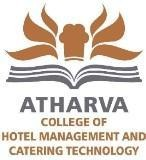 ATHARVA
COLLEGE OF
HOTEL MANAGEMENT AND
CATERING TECHNOLOGY